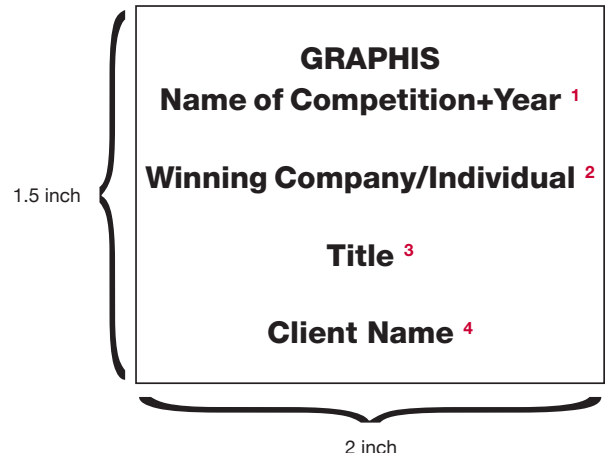 GRAPHIS
Name of Competition+Year 1
Winning Company/Individual 2
1.5 inch
Title 3
Client Name 4
2 inch